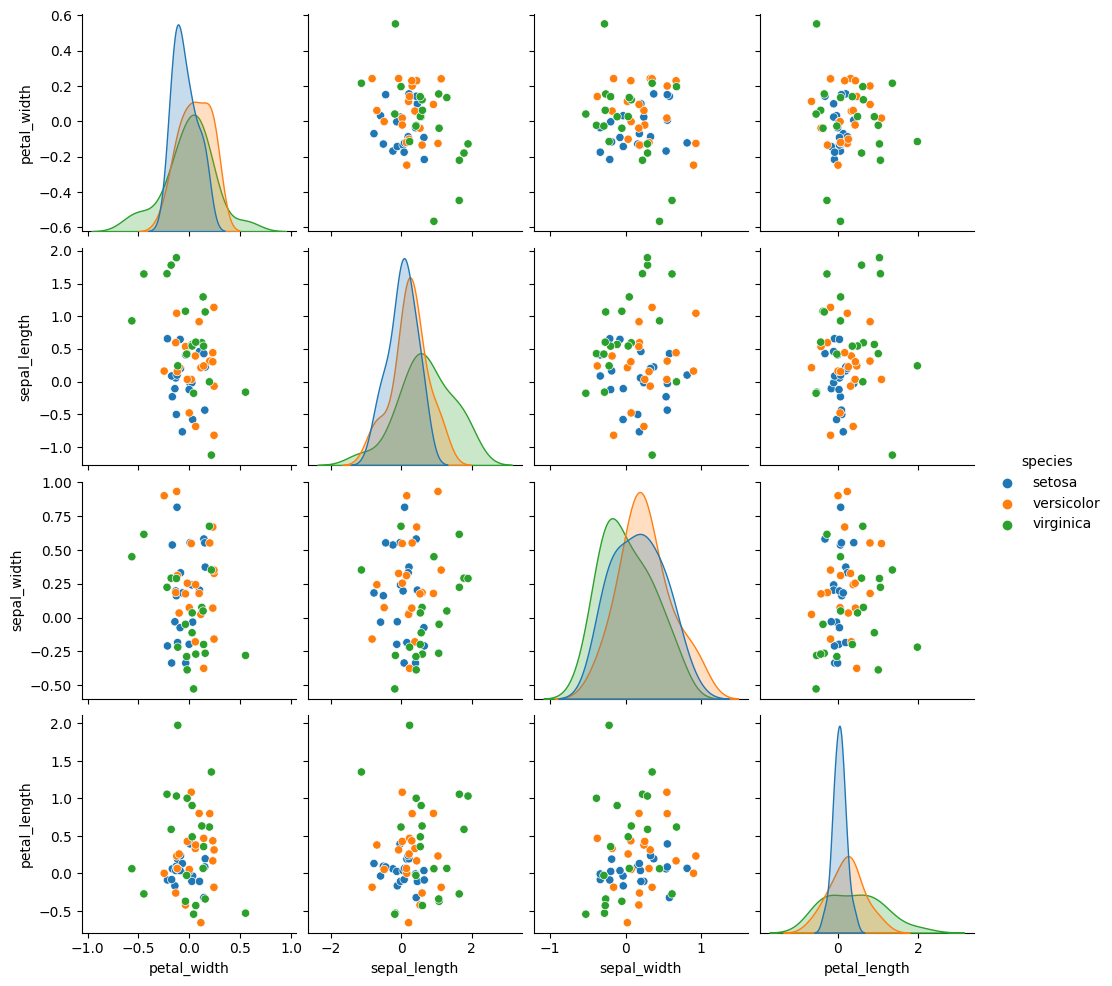 0.6
0.4
0.2
0.0
−0.2
−0.4
−0.6
petal_width
2.0
1.5
1.0
0.5
0.0
−0.5
−1.0
sepal_length
species
setosa
versicolor
virginica
1.00
0.75
0.50
0.25
0.00
−0.25
−0.50
sepal_width
2.0
1.5
1.0
0.5
0.0
−0.5
petal_length
−1.0 −0.5 0.0 0.5 1.0
−2 0 2
−1 0 1
0 2
petal_width sepal_length sepal_width petal_length